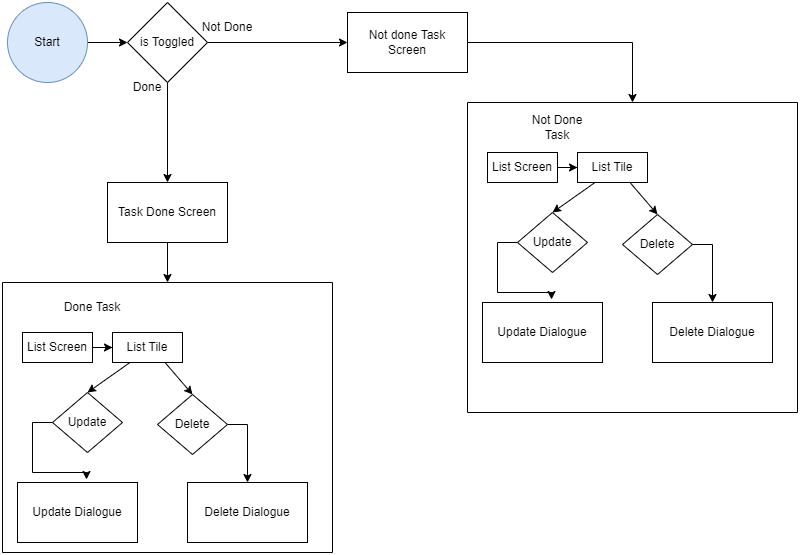 Start
is Toggled
Not Done
Not done Task
Screen
Done
Not Done
Task
List Screen
List Tile
Update
Delete
Update Dialogue
Delete Dialogue
Task Done Screen
Done Task
List Screen
List Tile
Update
Delete
Update Dialogue
Delete Dialogue